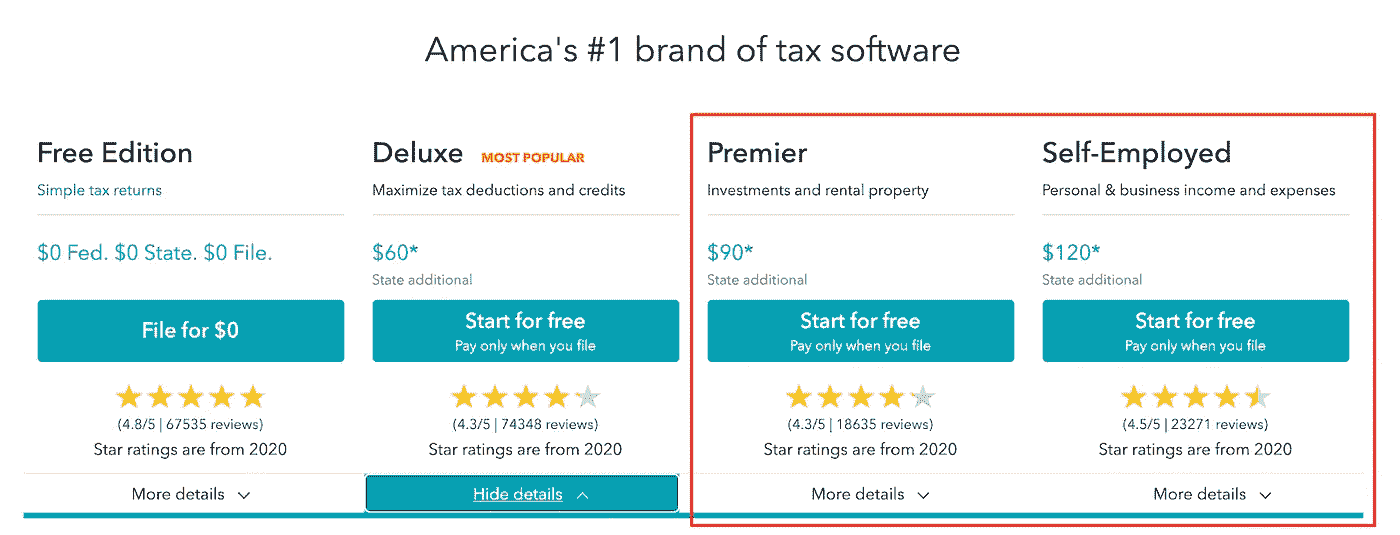 America's #1 brand of tax software
Free Edition
Simple tax returns
$0 Fed. $0 State. $0 File.
File for $0
(4.8/5 | 67535 reviews)
Star ratings are from 2020
More details
Deluxe MOST POPULAR
Maximize tax deductions and credits
$60*
State additional
Start for free
Pay only when you file
(4.3/5 | 74348 reviews)
Star ratings are from 2020
Hide details
Premier
Investments and rental property
$90*
State additional
Start for free
Pay only when you file
(4.3/5 | 18635 reviews)
Star ratings are from 2020
More details
Self-Employed
Personal & business income and expenses
$120*
State additional
Start for free
Pay only when you file
(4.5/5 | 23271 reviews)
Star ratings are from 2020
More details